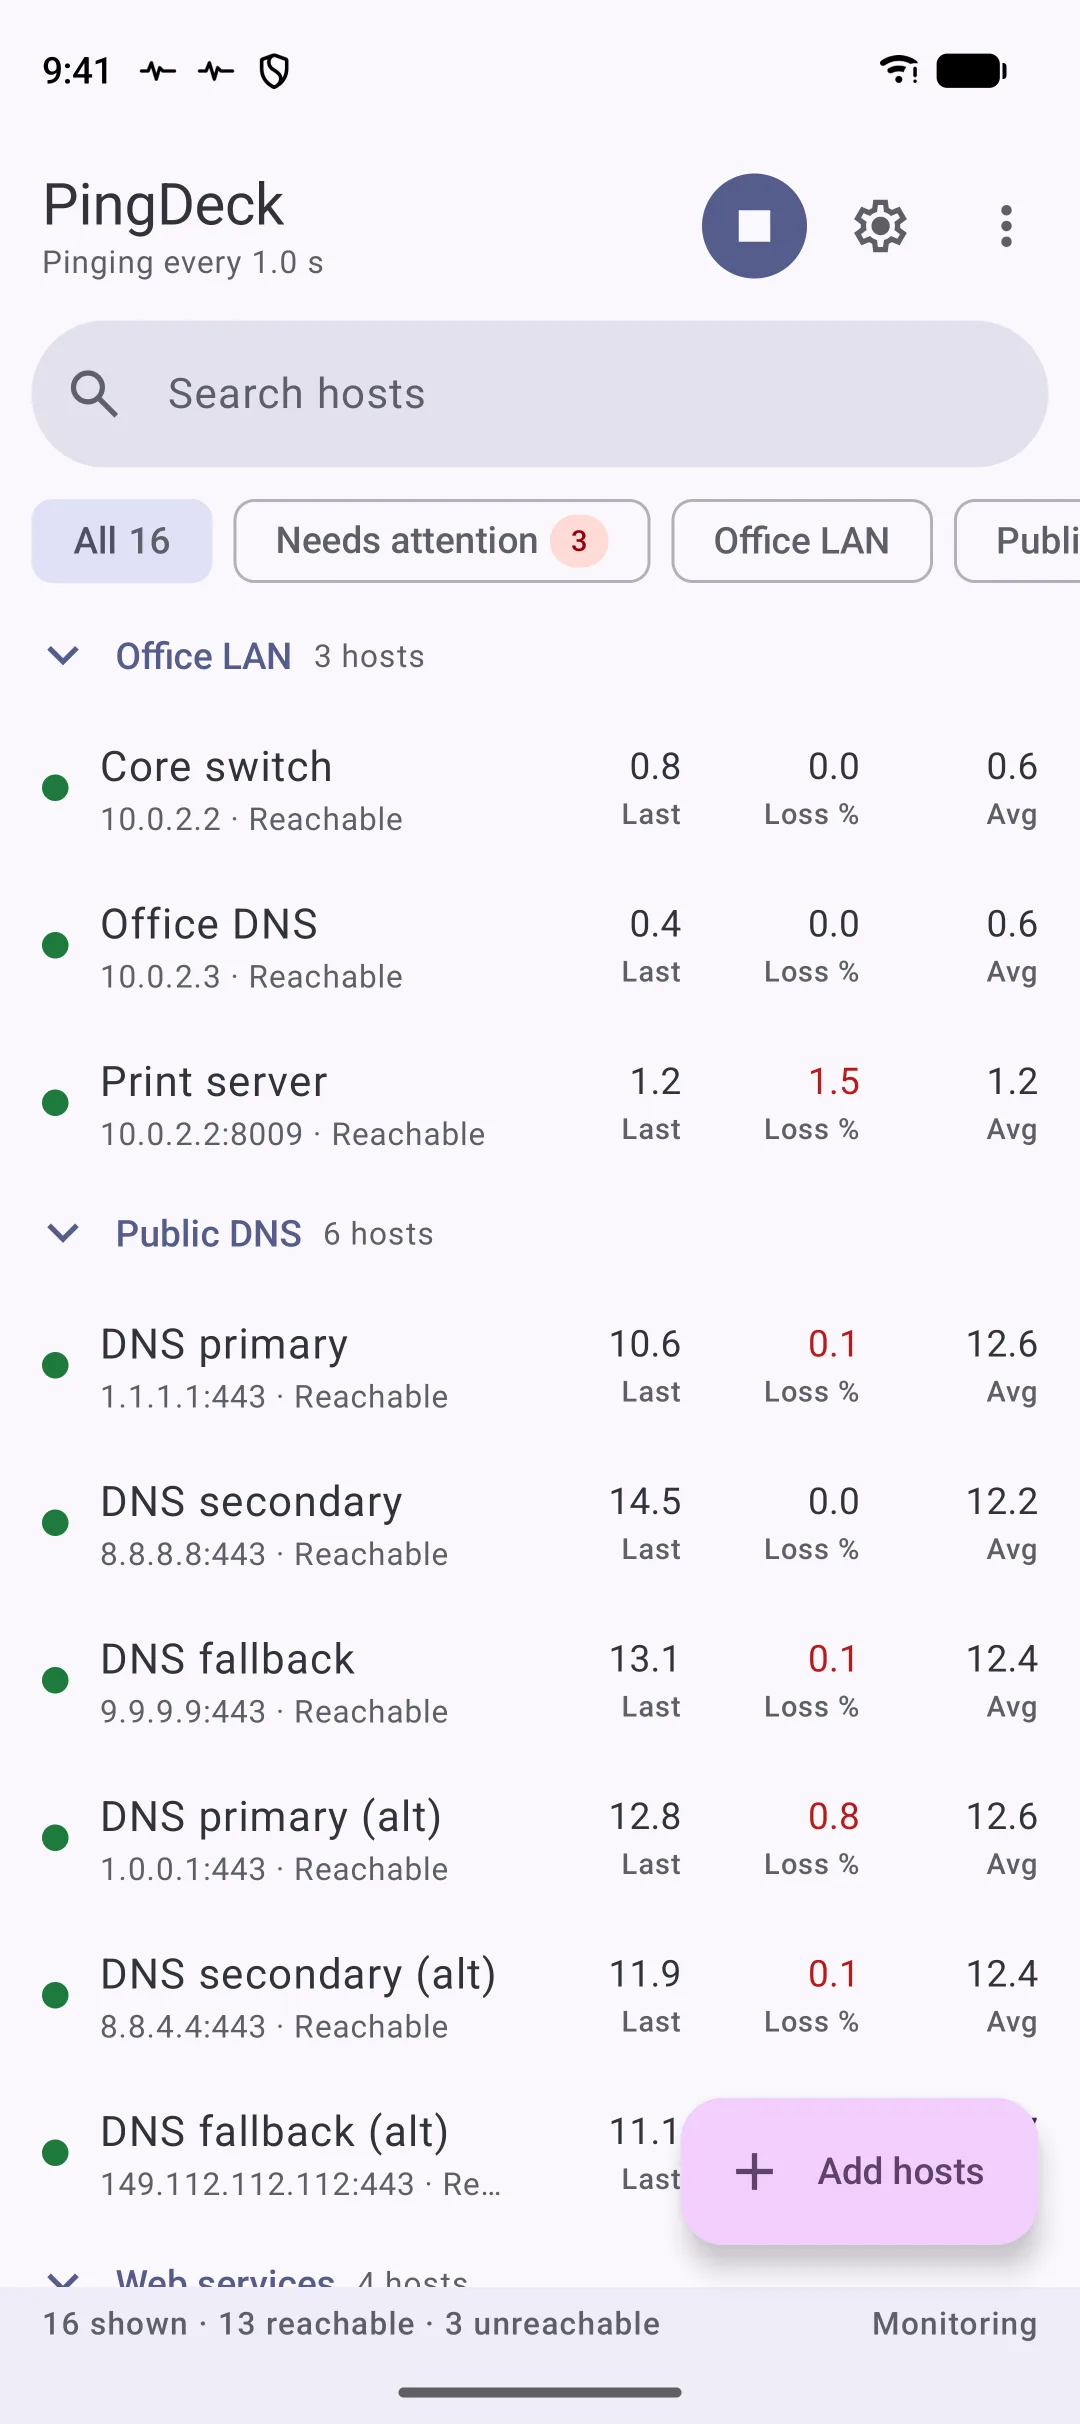 9:41
PingDeck
Pinging every 1.0 s
Search hosts
All 16
Needs attention 3
Office LAN
Publi
Office LAN 3 hosts
Core switch 0.8 0.0 0.6
10.0.2.2 · Reachable Last Loss % Avg
Office DNS 0.4 0.0 0.6
10.0.2.3 · Reachable Last Loss % Avg
Print server 1.2 1.5 1.2
10.0.2.2:8009 · Reachable Last Loss % Avg
Public DNS 6 hosts
DNS primary 10.6 0.1 12.6
1.1.1.1:443 · Reachable Last Loss % Avg
DNS secondary 14.5 0.0 12.2
8.8.8.8:443 · Reachable Last Loss % Avg
DNS fallback 13.1 0.1 12.4
9.9.9.9:443 · Reachable Last Loss % Avg
DNS primary (alt) 12.8 0.8 12.6
1.0.0.1:443 · Reachable Last Loss % Avg
DNS secondary (alt) 11.9 0.1 12.4
8.8.4.4:443 · Reachable Last Loss % Avg
DNS fallback (alt) 11.1
149.112.112.112:443 · Re… Last
Add hosts
Web services 4 hosts
16 shown · 13 reachable · 3 unreachable Monitoring